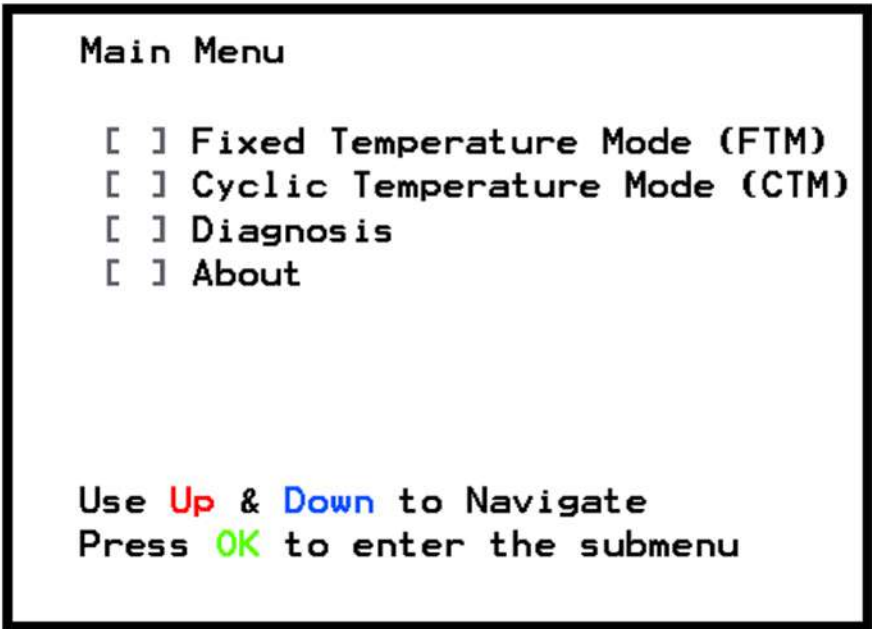 Main Menu
[ ] Fixed Temperature Mode (FTM)
[ ] Cyclic Temperature Mode (CTM)
[ ] Diagnosis
[ ] About
Use Up & Down to Navigate
Press OK to enter the submenu